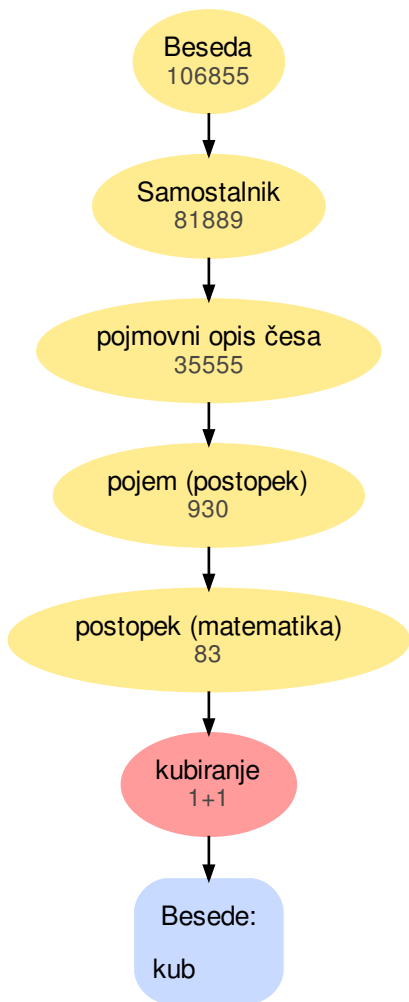 Beseda
106855
Samostalnik
81889
pojmovni opis česa
35555
pojem (postopek)
930
postopek (matematika)
83
kubiranje
1+1
Besede:
kub